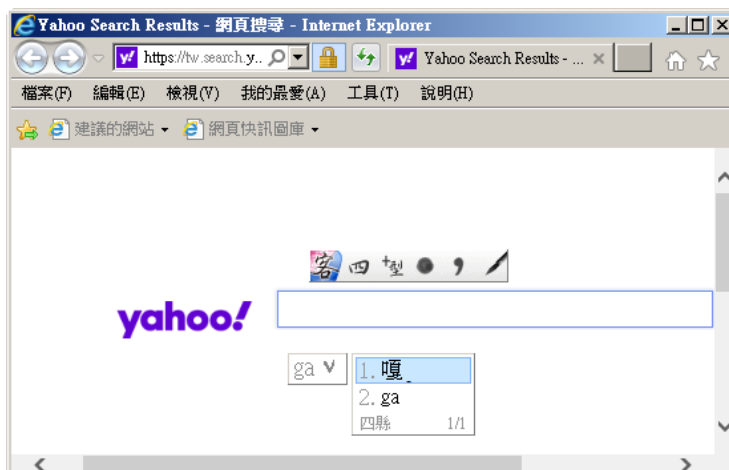 Yahoo Search Results - 網頁搜尋 - Internet Explorer
https://tw.search.y.. Yahoo Search Results - ...
檔案(F) 編輯(E) 檢視(V) 我的最愛(A) 工具(T) 說明(H)
建議的網站 網頁快訊圖庫
客 四 +型
yahoo!
ga ˇ 1. 嘎ˍ
2. ga
四縣 1/1